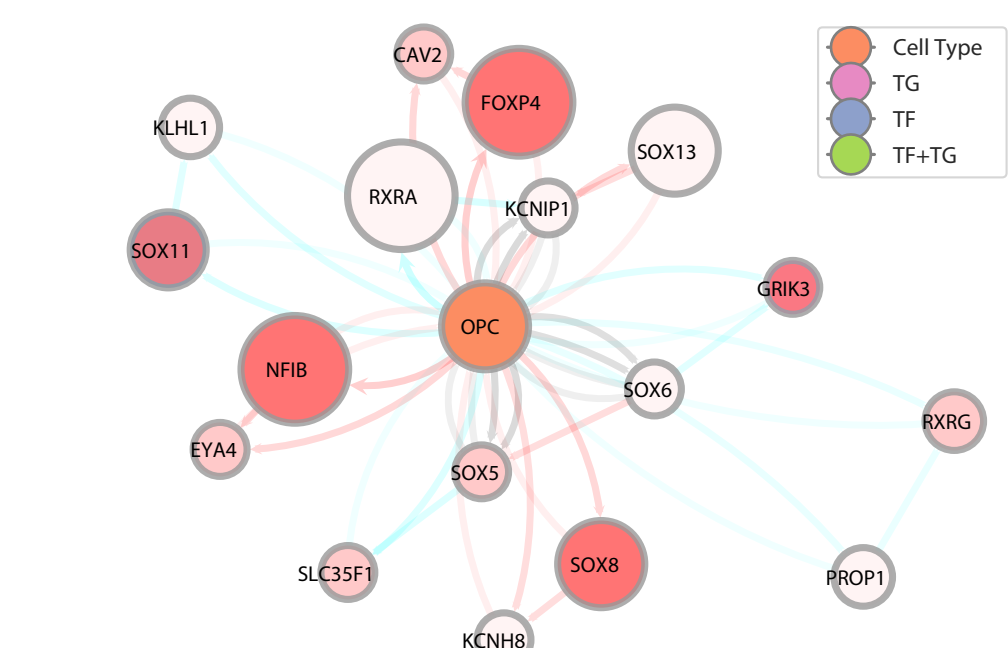 CAV2
FOXP4
Cell Type
TG
TF
TF+TG
KLHL1
SOX13
RXRA
KCNIP1
SOX11
GRIK3
OPC
NFIB
SOX6
RXRG
EYA4
SOX5
SLC35F1
SOX8
PROP1
KCNH8